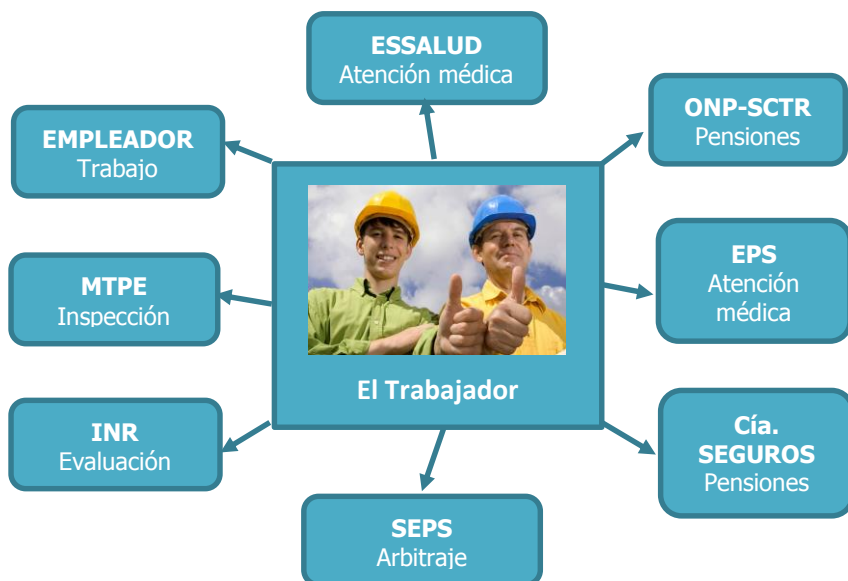 ESSALUD
Atención médica
ONP-SCTR
Pensiones
EMPLEADOR
Trabajo
EPS
Atención
médica
MTPE
Inspección
El Trabajador
INR
Evaluación
Cía.
SEGUROS
Pensiones
SEPS
Arbitraje